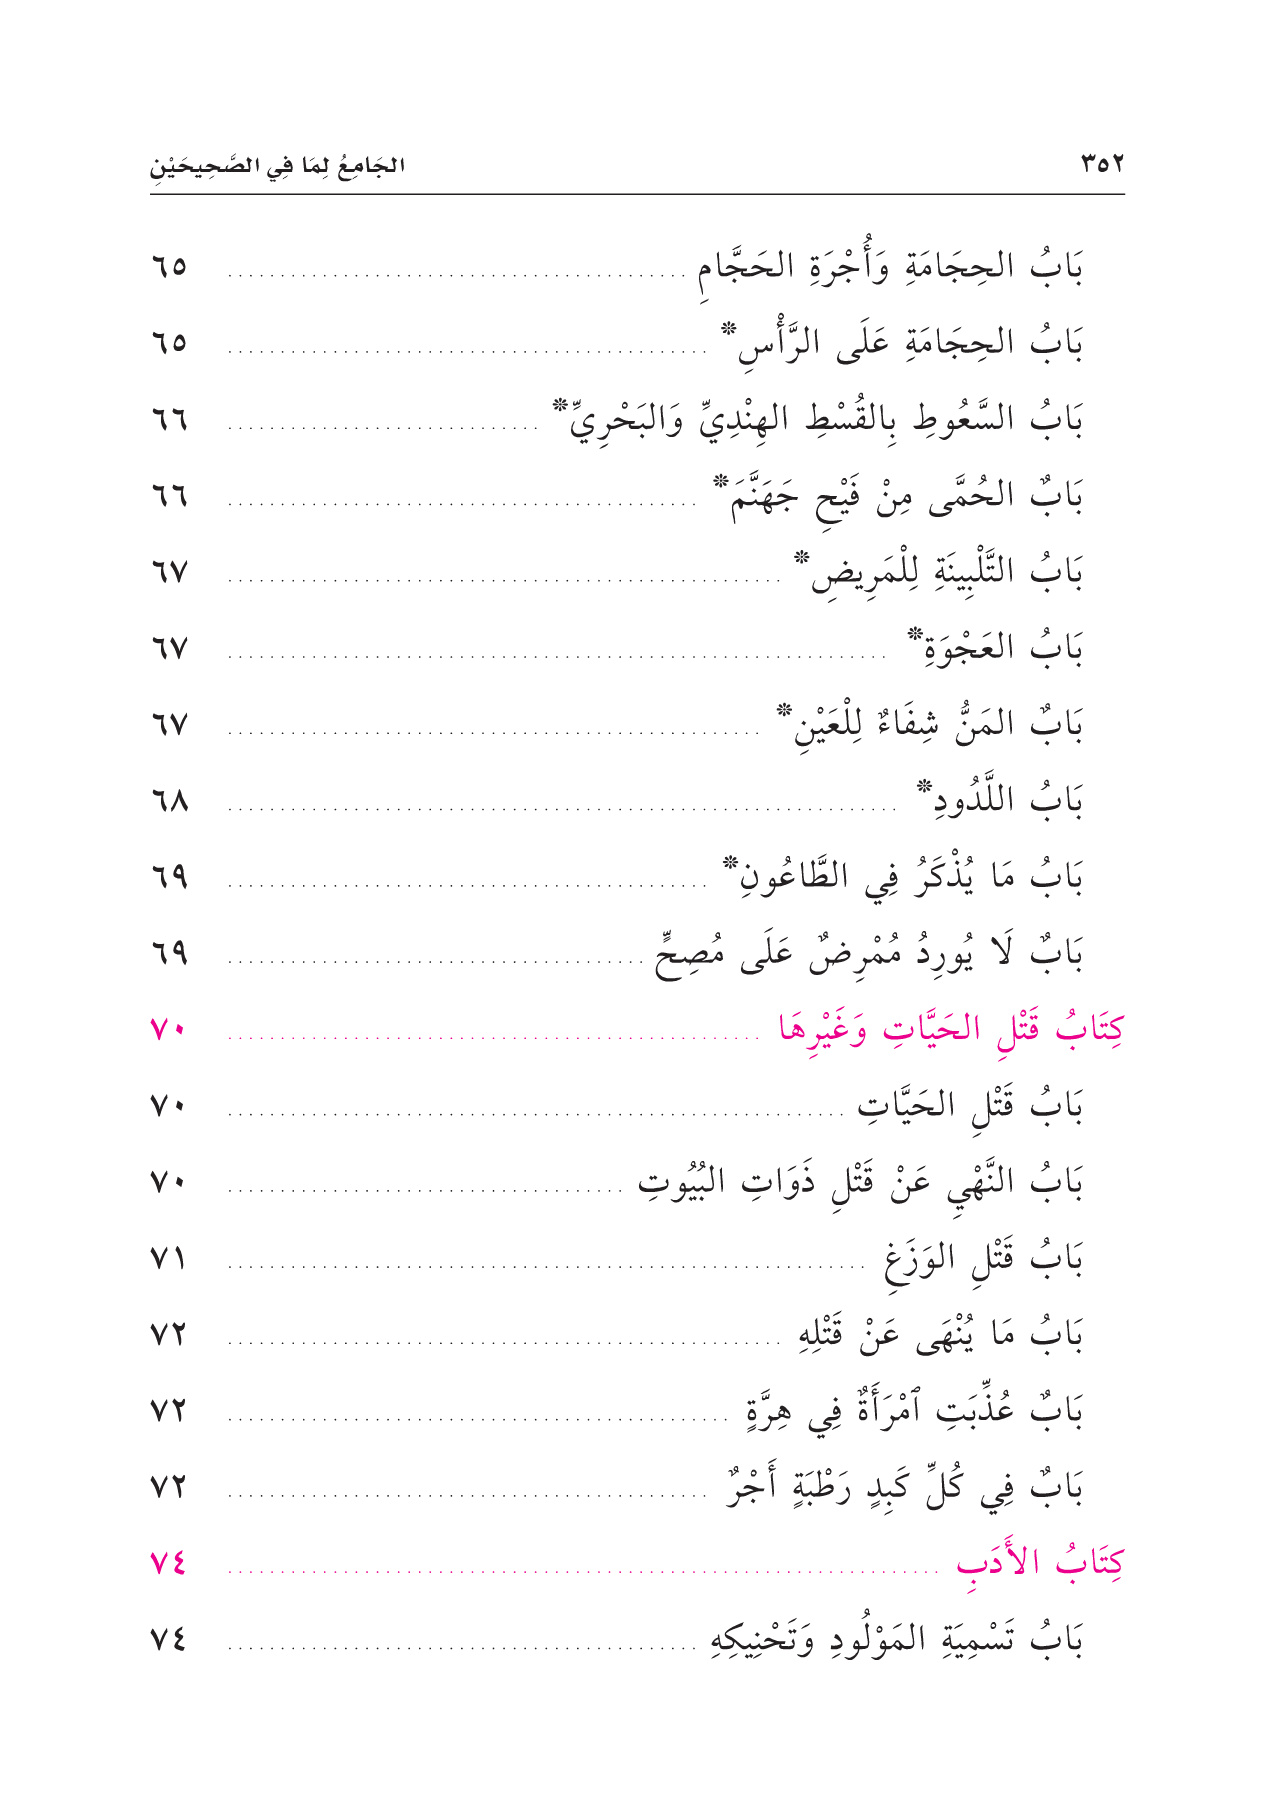 ٣٥٢ الجَامِعُ لِمَا فِي الصَّحِيحَيْنِ
بَابُ الحِجَامَةِ وَأُجْرَةِ الحَجَّامِ ........ ٦٥
بَابُ الحِجَامَةِ عَلَى الرَّأْسِ* ........ ٦٥
بَابُ السَّعُوطِ بِالقُسْطِ الهِنْدِيِّ وَالبَحْرِيِّ* ........ ٦٦
بَابٌ الحُمَّى مِنْ فَيْحِ جَهَنَّمَ* ........ ٦٦
بَابُ التَّلْبِينَةِ لِلْمَرِيضِ* ........ ٦٧
بَابُ العَجْوَةِ* ........ ٦٧
بَابٌ المَنُّ شِفَاءٌ لِلْعَيْنِ* ........ ٦٧
بَابُ اللَّدُودِ* ........ ٦٨
بَابُ مَا يُذْكَرُ فِي الطَّاعُونِ* ........ ٦٩
بَابٌ لَا يُورِدُ مُمْرِضٌ عَلَى مُصِحٍّ ........ ٦٩
كِتَابُ قَتْلِ الحَيَّاتِ وَغَيْرِهَا ........ ٧٠
بَابُ قَتْلِ الحَيَّاتِ ........ ٧٠
بَابُ النَّهْيِ عَنْ قَتْلِ ذَوَاتِ البُيُوتِ ........ ٧٠
بَابُ قَتْلِ الوَزَغِ ........ ٧١
بَابُ مَا يُنْهَى عَنْ قَتْلِهِ ........ ٧٢
بَابٌ عُذِّبَتِ ٱمْرَأَةٌ فِي هِرَّةٍ ........ ٧٢
بَابٌ فِي كُلِّ كَبِدٍ رَطْبَةٍ أَجْرٌ ........ ٧٢
كِتَابُ الأَدَبِ ........ ٧٤
بَابُ تَسْمِيَةِ المَوْلُودِ وَتَحْنِيكِهِ ........ ٧٤